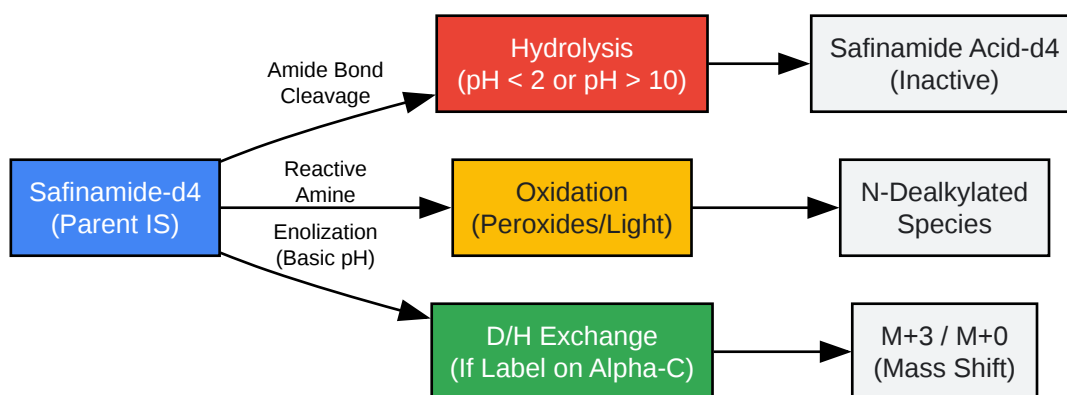 Amide Bond
Cleavage
Hydrolysis
(pH < 2 or pH > 10)
Safinamide Acid-d4
(Inactive)
Safinamide-d4
(Parent IS)
Reactive
Amine
Oxidation
(Peroxides/Light)
N-Dealkylated
Species
Enolization
(Basic pH)
D/H Exchange
(If Label on Alpha-C)
M+3 / M+0
(Mass Shift)